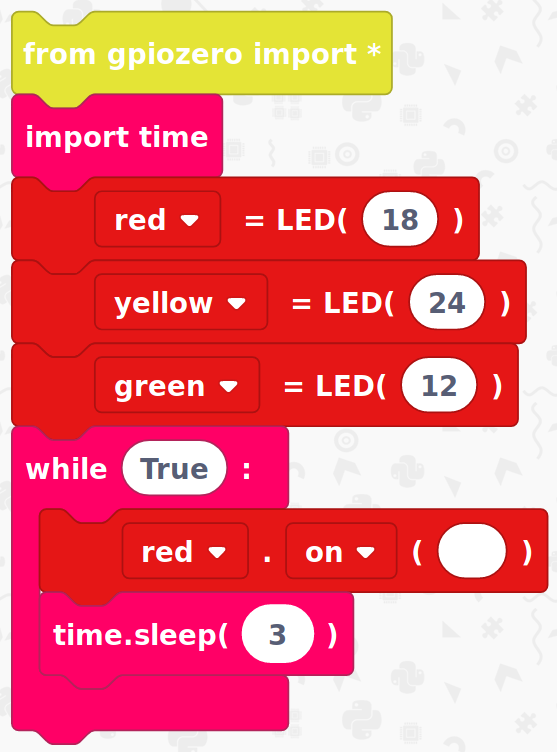 from gpiozero import *
import time
red = LED( 18 )
yellow = LED( 24 )
green = LED( 12 )
while True :
red . on ( )
time.sleep( 3 )